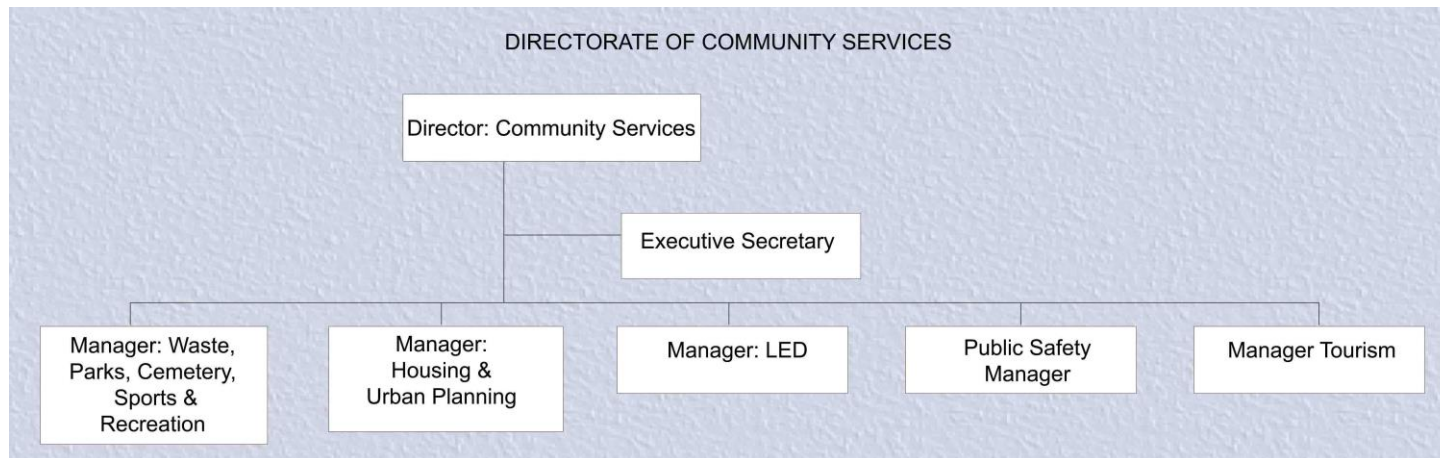 DIRECTORATE OF COMMUNITY SERVICES
Director: Community Services
Executive Secretary
Manager: Waste,
Parks, Cemetery,
Sports &
Recreation
Manager:
Housing &
Urban Planning
Manager: LED
Public Safety
Manager
Manager Tourism